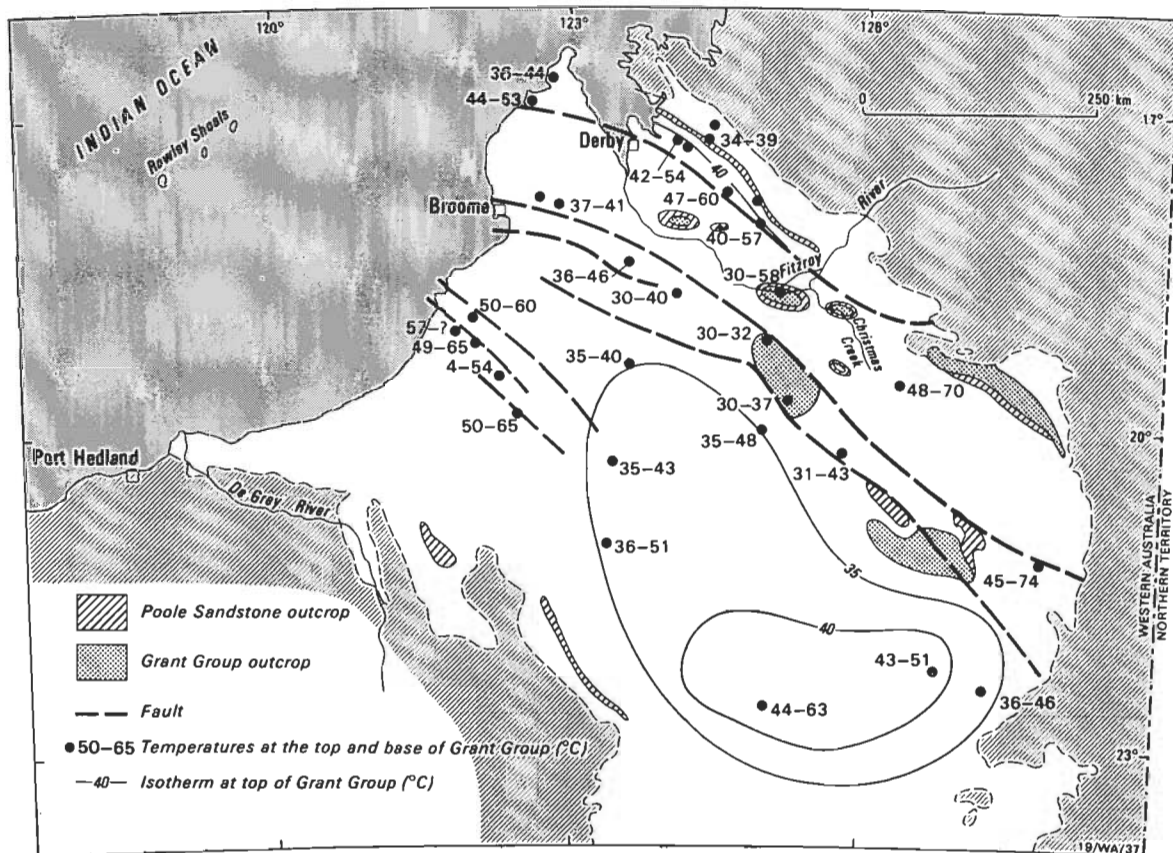 120°
123°
126°
INDIAN OCEAN
Rowley Shoals
36–44
44–53
0
250 km
17°
Derby
34–39
40
42–54
47–60
River
Broome
37–41
40–57
36–46
30–58
Fitzroy
30–40
50–60
57–?
49–65
4–54
30–32
Christmas
Creek
35–40
48–70
30–37
50–65
35–48
20°
Port Hedland
35–43
31–43
De Grey River
36–51
35
45–74
WESTERN AUSTRALIA
NORTHERN TERRITORY
Poole Sandstone outcrop
40
Grant Group outcrop
43–51
Fault
44–63
36–46
50–65 Temperatures at the top and base of Grant Group (°C)
23°
—40— Isotherm at top of Grant Group (°C)
19/WA/37